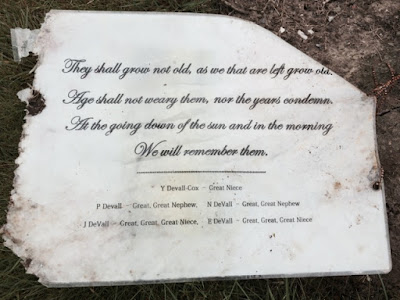 They shall grow not old, as we that are left grow old.
Age shall not weary them, nor the years condemn.
At the going down of the sun and in the morning
We will remember them.
Y Devall-Cox – Great Niece
P Devall – Great, Great Nephew, N DeVall – Great, Great Nephew
J DeVall – Great, Great, Great Niece, E DeVall – Great, Great, Great Niece